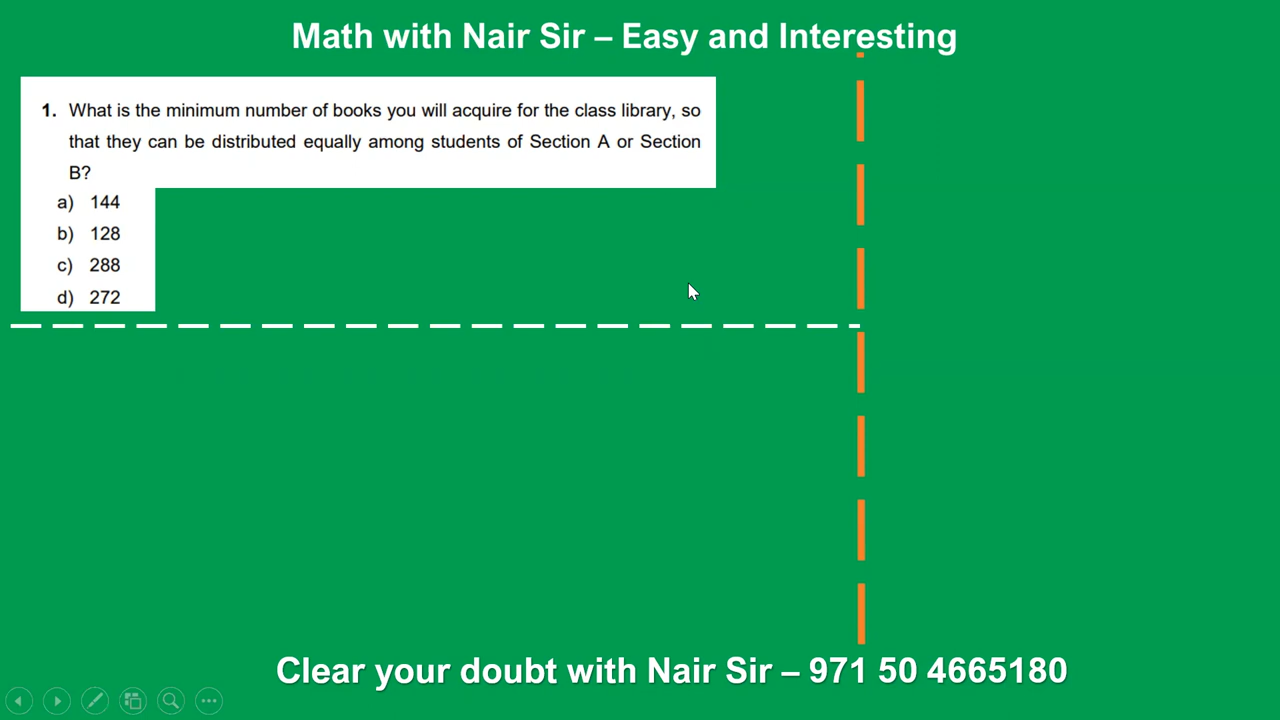 Math with Nair Sir – Easy and Interesting
1. What is the minimum number of books you will acquire for the class library, so
that they can be distributed equally among students of Section A or Section
B?
a) 144
b) 128
c) 288
d) 272
Clear your doubt with Nair Sir – 971 50 4665180